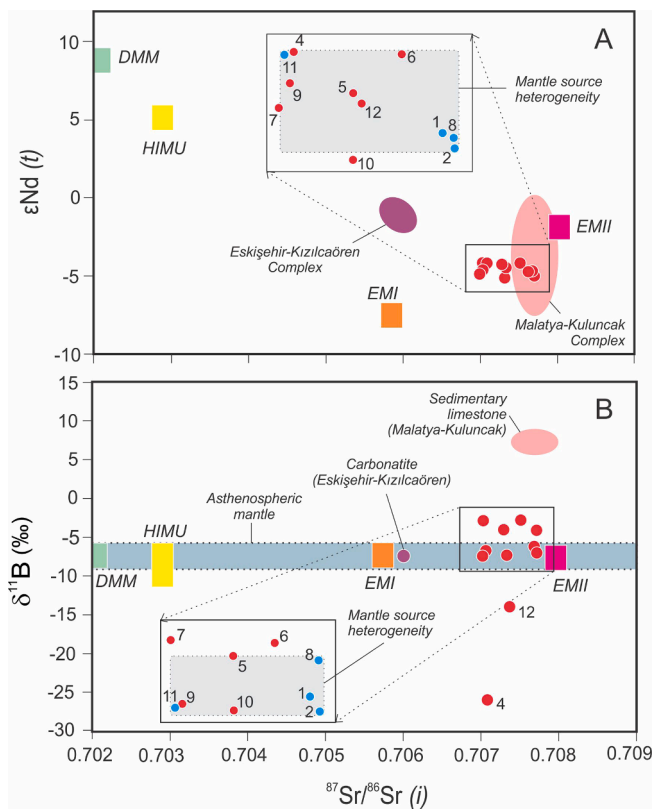 10
5
0
-5
-10
εNd (t)
A
DMM
HIMU
4
11
6
9
5
7
12
1
8
2
10
Mantle source
heterogeneity
Eskişehir-Kızılcaören
Complex
EMI
EMII
Malatya-Kuluncak
Complex
15
10
5
0
-5
-10
-15
-20
-25
-30
δ11B (‰)
B
Sedimentary
limestone
(Malatya-Kuluncak)
Carbonatite
(Eskişehir-Kızılcaören)
Asthenospheric
mantle
HIMU
DMM
EMI
EMII
12
4
Mantle source
heterogeneity
7
6
5
8
11
9
10
1
2
0.702
0.703
0.704
0.705
0.706
0.707
0.708
0.709
87Sr/86Sr (i)